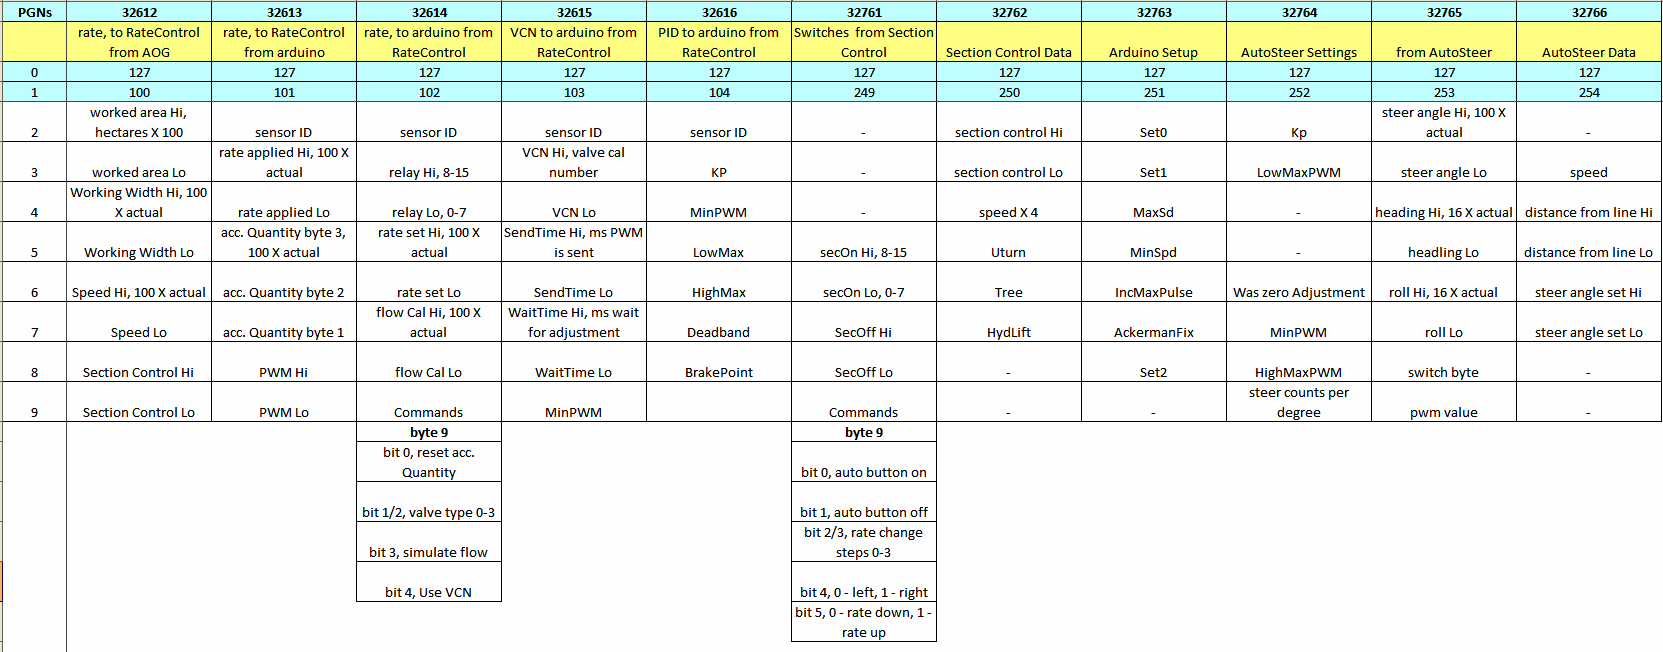 PGNs 32612 32613 32614 32615 32616 32761 32762 32763 32764 32765 32766
rate, to RateControl rate, to RateControl rate, to arduino from VCN to arduino from PID to arduino from Switches from Section
from AOG from arduino RateControl RateControl RateControl Control Section Control Data Arduino Setup AutoSteer Settings from AutoSteer AutoSteer Data
0 127 127 127 127 127 127 127 127 127 127 127
1 100 101 102 103 104 249 250 251 252 253 254
worked area Hi, steer angle Hi, 100 X
2 hectares X 100 sensor ID sensor ID sensor ID sensor ID - section control Hi Set0 Kp actual -
rate applied Hi, 100 X VCN Hi, valve cal
3 worked area Lo actual relay Hi, 8-15 number KP - section control Lo Set1 LowMaxPWM steer angle Lo speed
Working Width Hi, 100
4 X actual rate applied Lo relay Lo, 0-7 VCN Lo MinPWM - speed X 4 MaxSd - heading Hi, 16 X actual distance from line Hi
acc. Quantity byte 3, rate set Hi, 100 X SendTime Hi, ms PWM
5 Working Width Lo 100 X actual actual is sent LowMax secOn Hi, 8-15 Uturn MinSpd - headling Lo distance from line Lo
6 Speed Hi, 100 X actual acc. Quantity byte 2 rate set Lo SendTime Lo HighMax secOn Lo, 0-7 Tree IncMaxPulse Was zero Adjustment roll Hi, 16 X actual steer angle set Hi
flow Cal Hi, 100 X WaitTime Hi, ms wait
7 Speed Lo acc. Quantity byte 1 actual for adjustment Deadband SecOff Hi HydLift AckermanFix MinPWM roll Lo steer angle set Lo
8 Section Control Hi PWM Hi flow Cal Lo WaitTime Lo BrakePoint SecOff Lo - Set2 HighMaxPWM switch byte -
steer counts per
9 Section Control Lo PWM Lo Commands MinPWM Commands - - degree pwm value -
byte 9 byte 9
bit 0, reset acc.
Quantity bit 0, auto button on
bit 1/2, valve type 0-3 bit 1, auto button off
bit 2/3, rate change
bit 3, simulate flow steps 0-3
bit 4, Use VCN bit 4, 0 - left, 1 - right
bit 5, 0 - rate down, 1 -
rate up